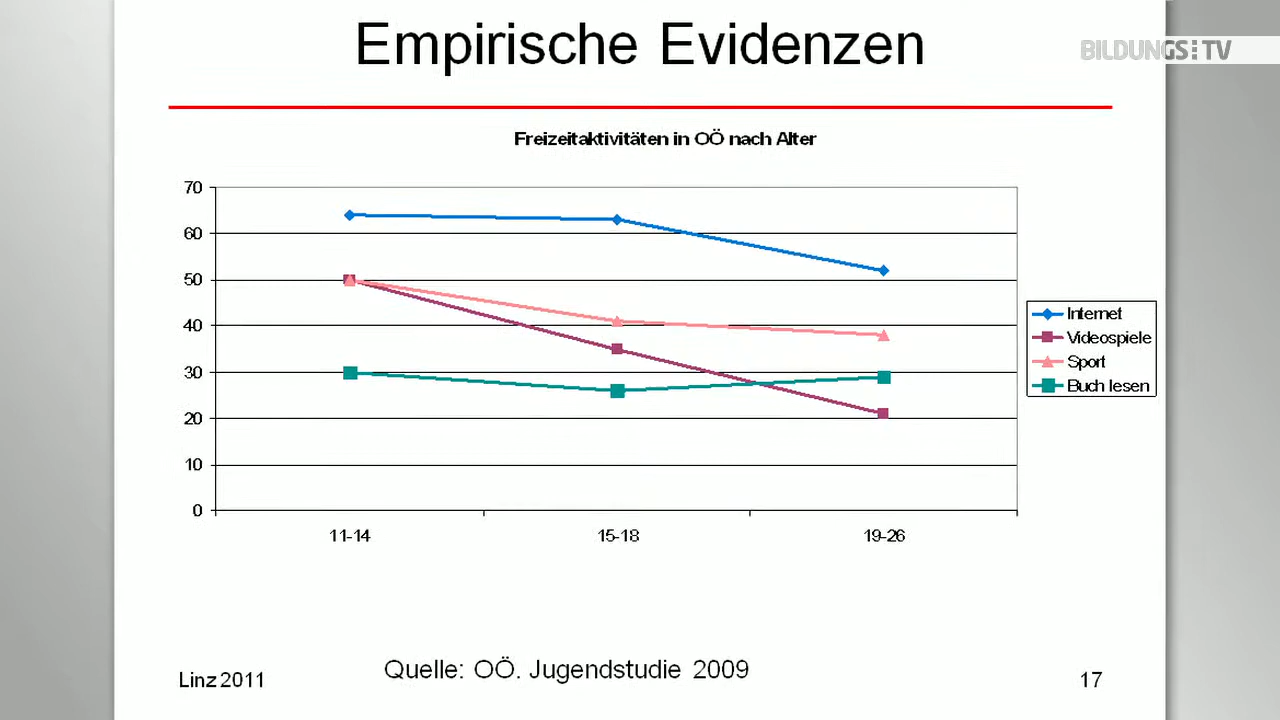 Empirische Evidenzen
BILDUNGS:TV
Freizeitaktivitäten in OÖ nach Alter
70
60
50
40
30
20
10
0
11-14 15-18 19-26
Internet
Videospiele
Sport
Buch lesen
Linz 2011 Quelle: OÖ. Jugendstudie 2009 17